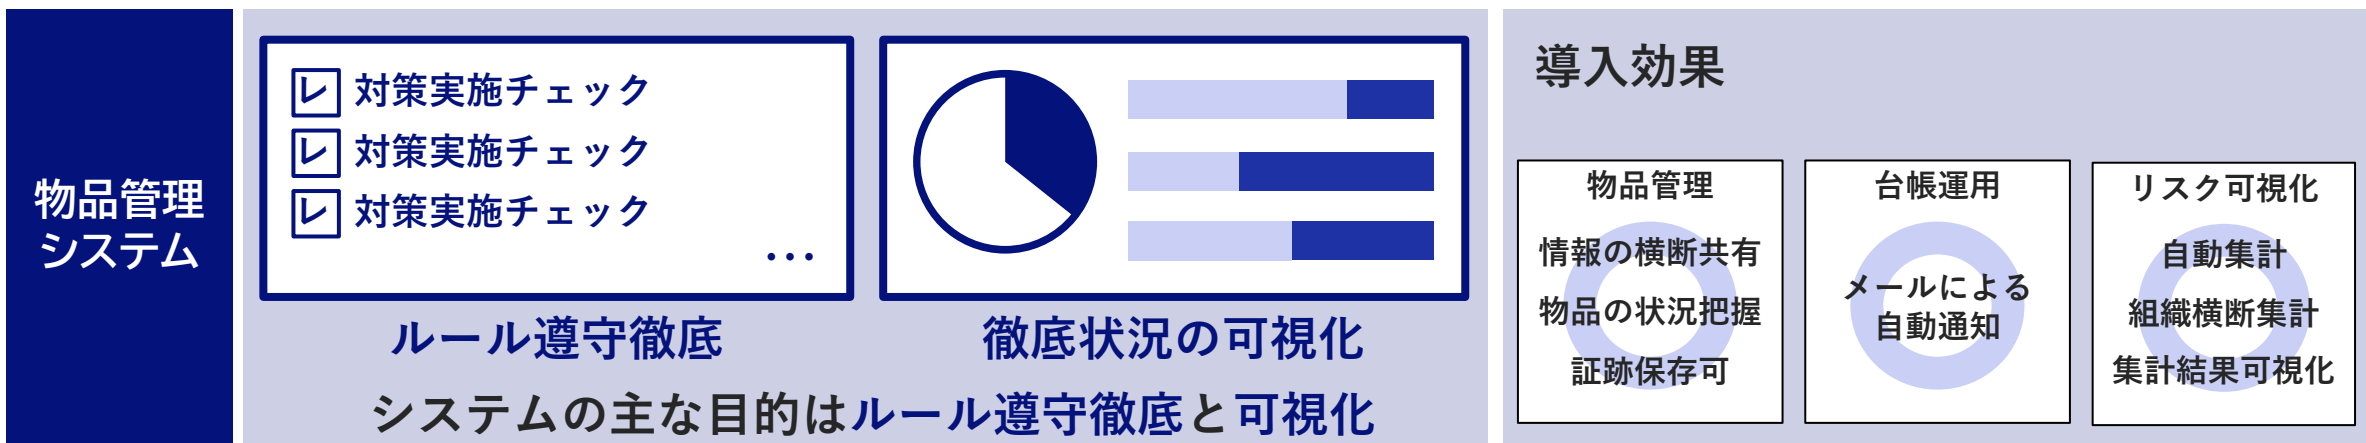 物品管理
システム
レ 対策実施チェック
レ 対策実施チェック
レ 対策実施チェック
...
ルール遵守徹底
徹底状況の可視化
システムの主な目的はルール遵守徹底と可視化
導入効果
物品管理
情報の横断共有
物品の状況把握
証跡保存可
台帳運用
メールによる
自動通知
リスク可視化
自動集計
組織横断集計
集計結果可視化